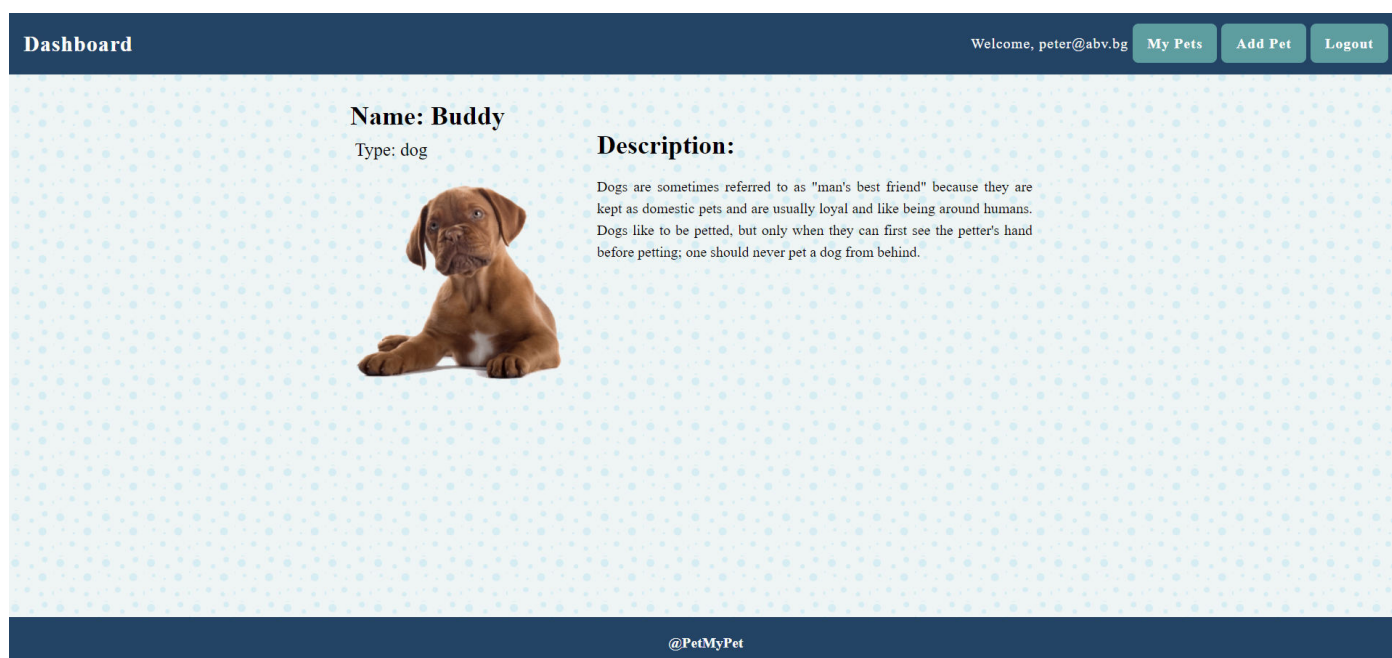 Dashboard
Welcome, peter@abv.bg My Pets Add Pet Logout
Name: Buddy
Type: dog
Description:
Dogs are sometimes referred to as "man's best friend" because they are
kept as domestic pets and are usually loyal and like being around humans.
Dogs like to be petted, but only when they can first see the petter's hand
before petting; one should never pet a dog from behind.
@PetMyPet